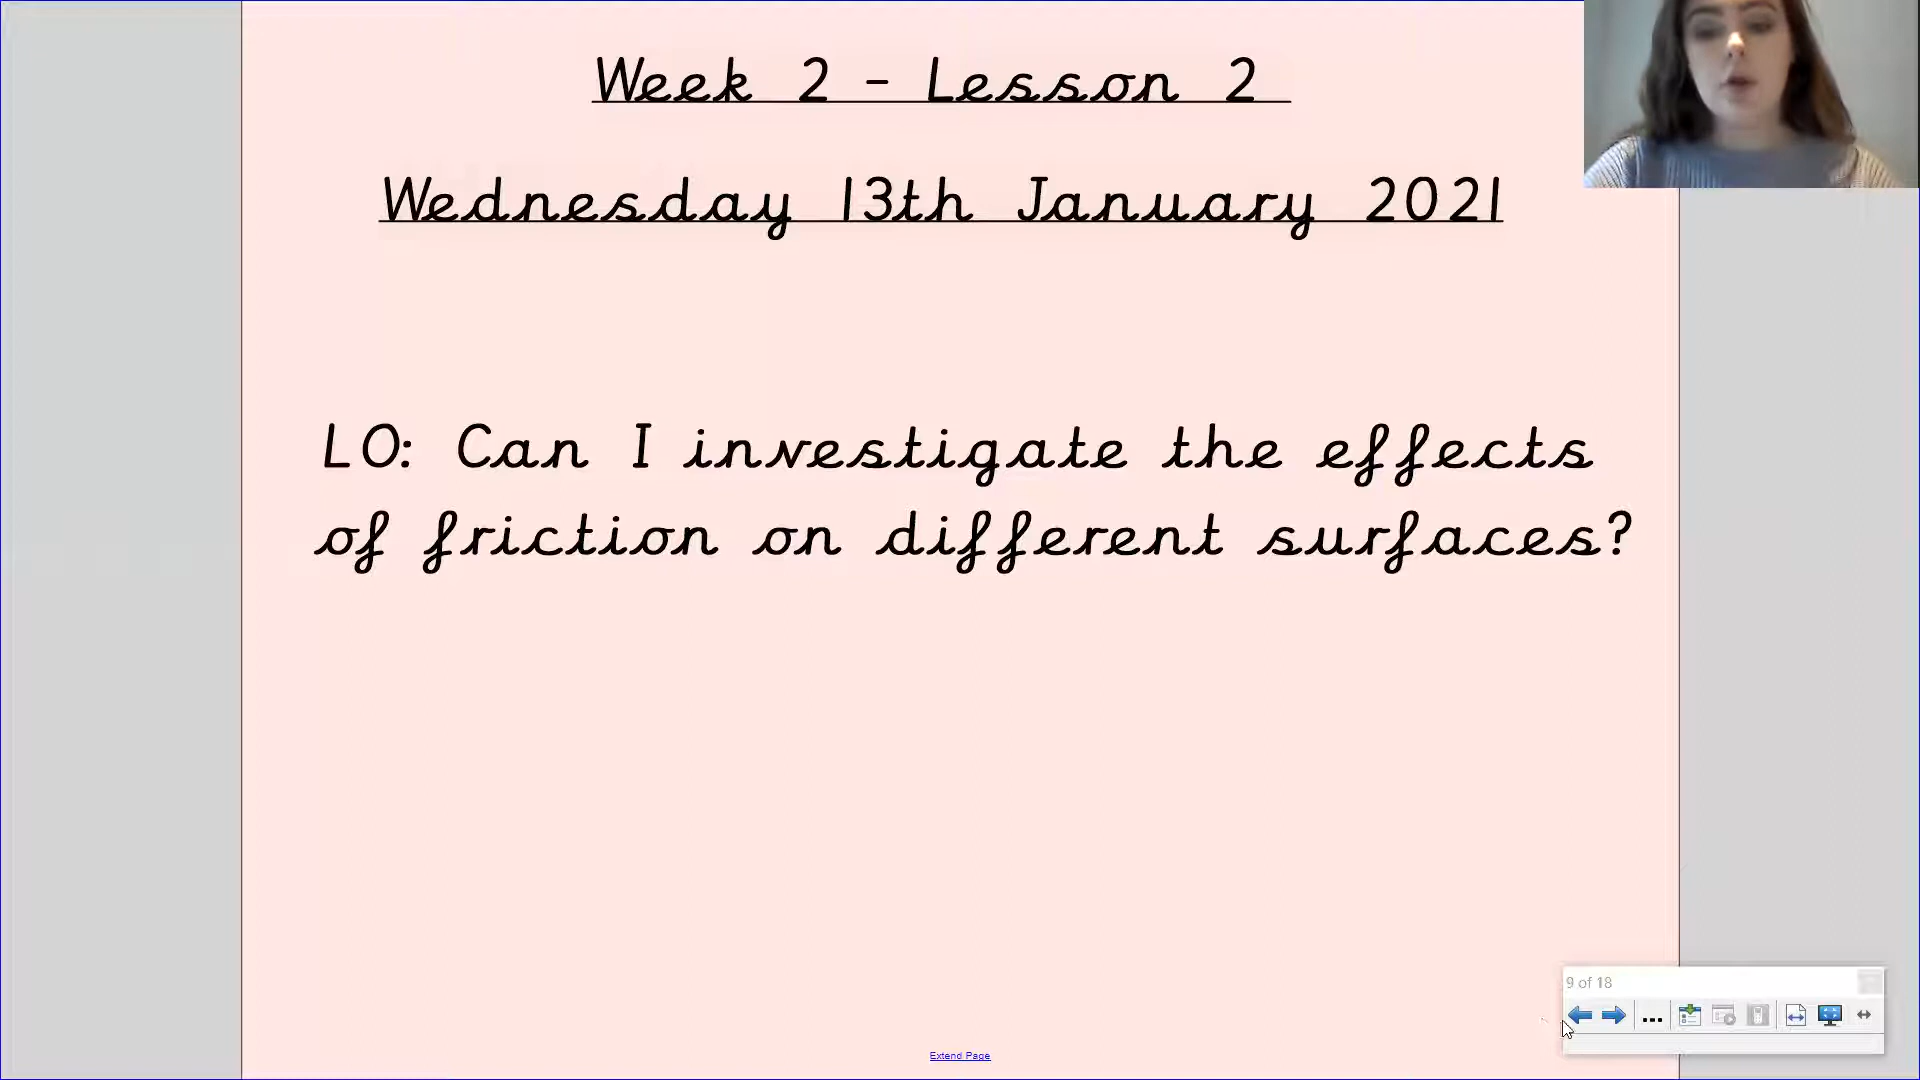 Week 2 - Lesson 2
Wednesday 13th January 2021
LO: Can I investigate the effects
of friction on different surfaces?
9 of 18
...
Extend Page